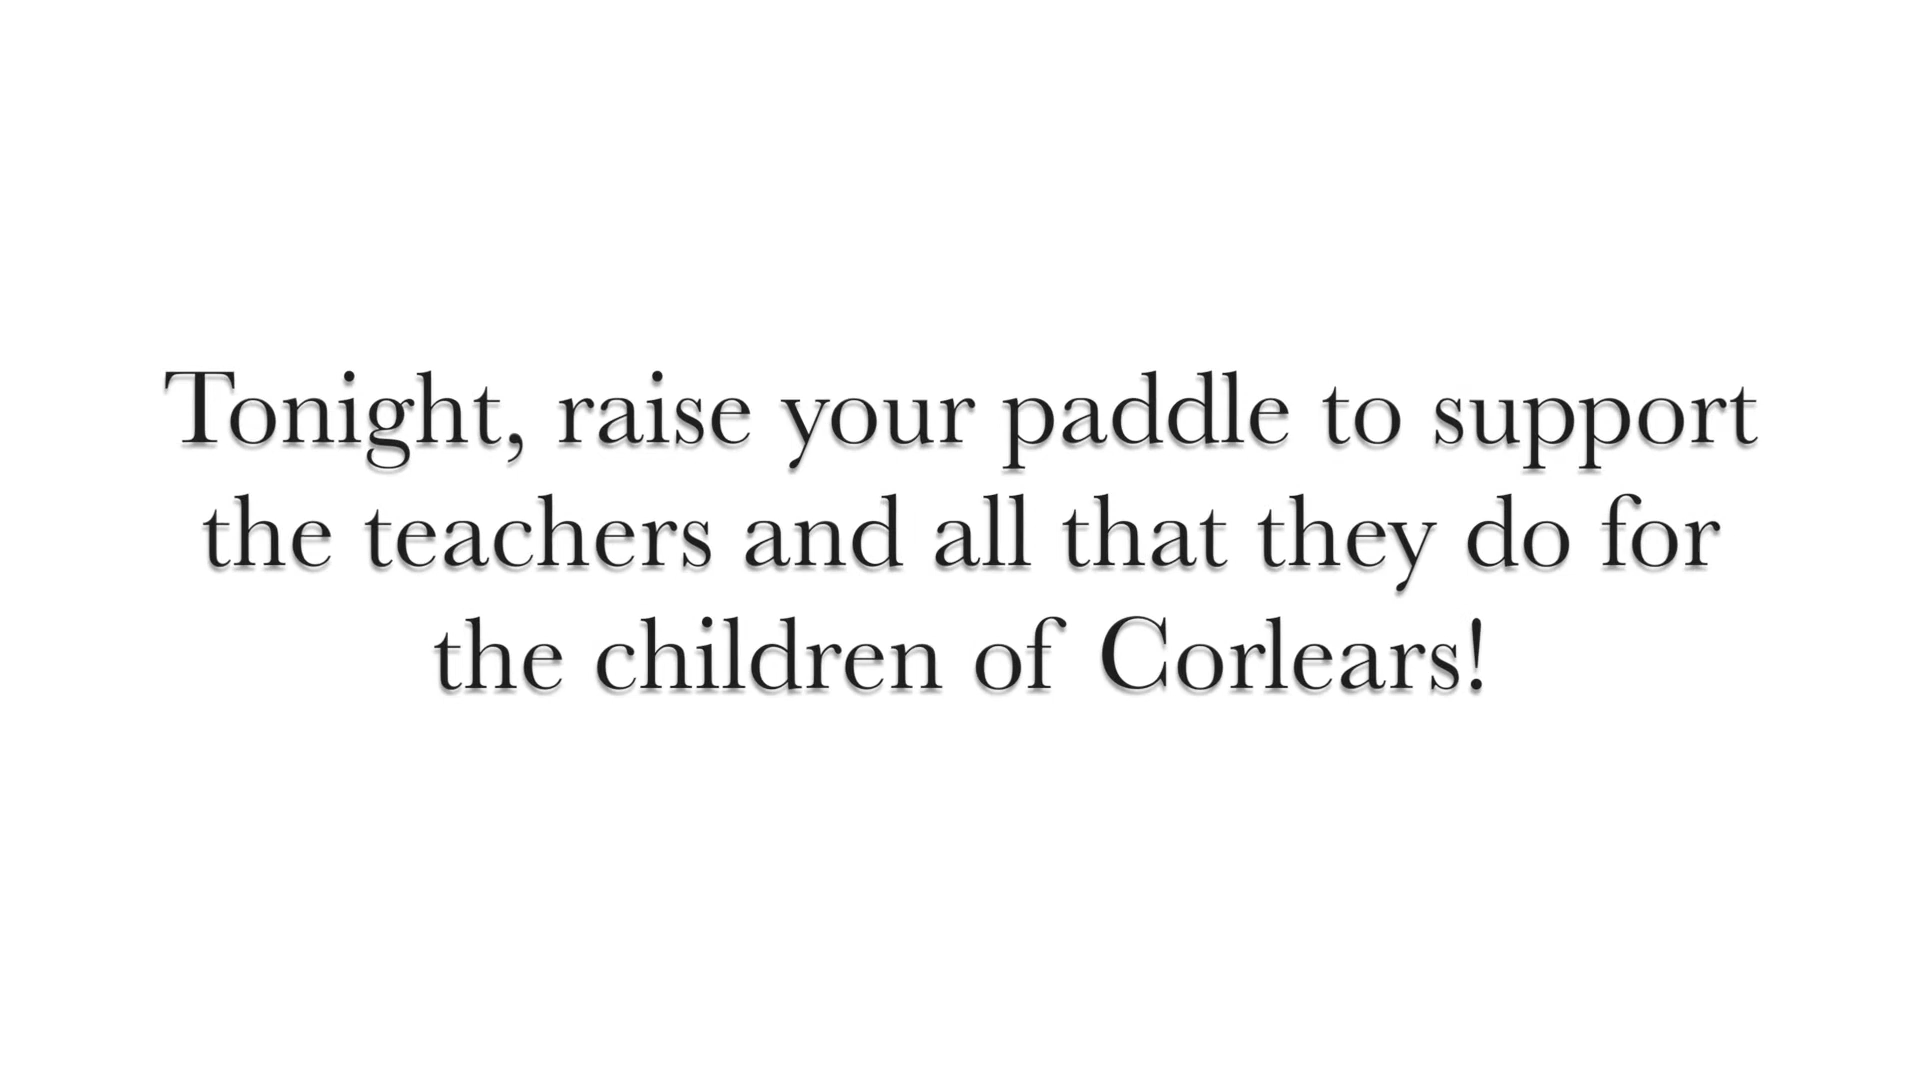 Tonight, raise your paddle to support
the teachers and all that they do for
the children of Corlears!